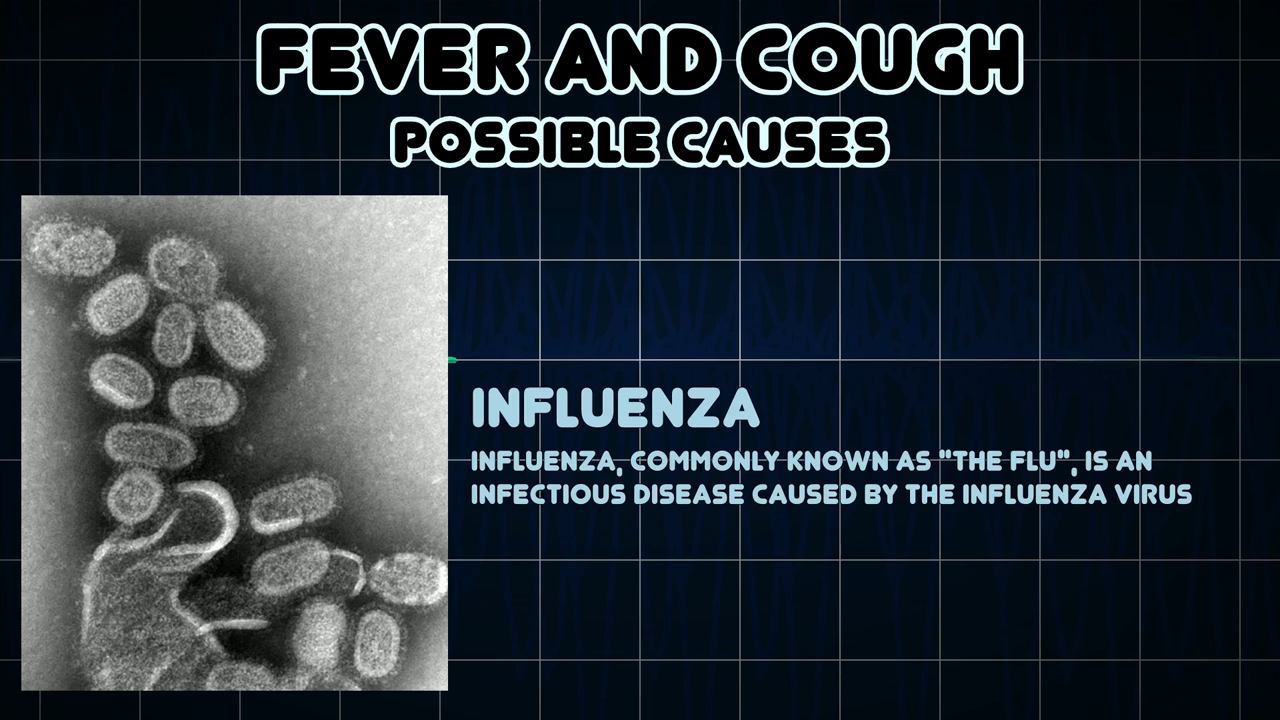 FEVER AND COUGH
POSSIBLE CAUSES
INFLUENZA
INFLUENZA, COMMONLY KNOWN AS "THE FLU", IS AN
INFECTIOUS DISEASE CAUSED BY THE INFLUENZA VIRUS